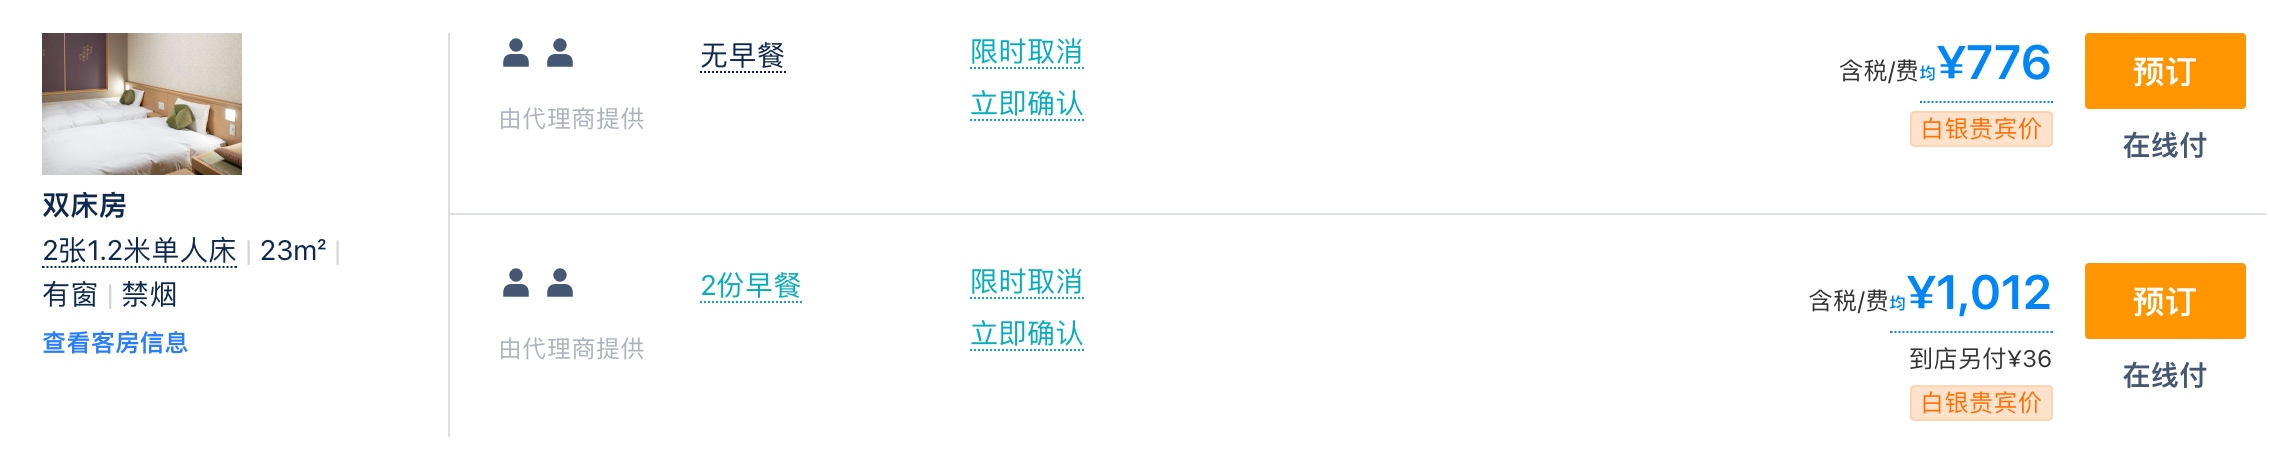 双床房
2张1.2米单人床 | 23m² |
有窗 | 禁烟
查看客房信息
由代理商提供
无早餐
限时取消
立即确认
含税/费均¥776
白银贵宾价
预订
在线付
由代理商提供
2份早餐
限时取消
立即确认
含税/费均¥1,012
到店另付¥36
白银贵宾价
预订
在线付